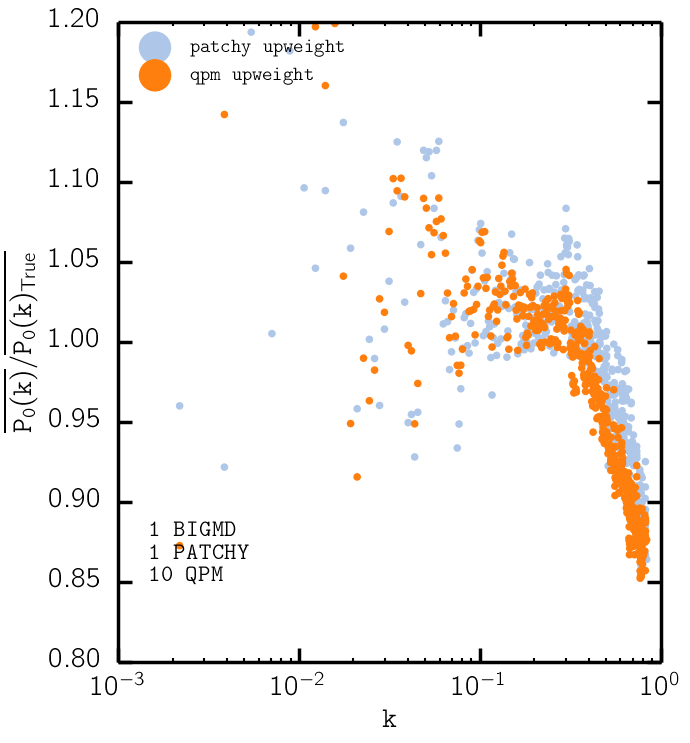 1.20
1.15
1.10
1.05
1.00
0.95
0.90
0.85
0.80
P₀(k)/P₀(k)True
patchy upweight
qpm upweight
1 BIGMD
1 PATCHY
10 QPM
10⁻³ 10⁻² 10⁻¹ 10⁰
k